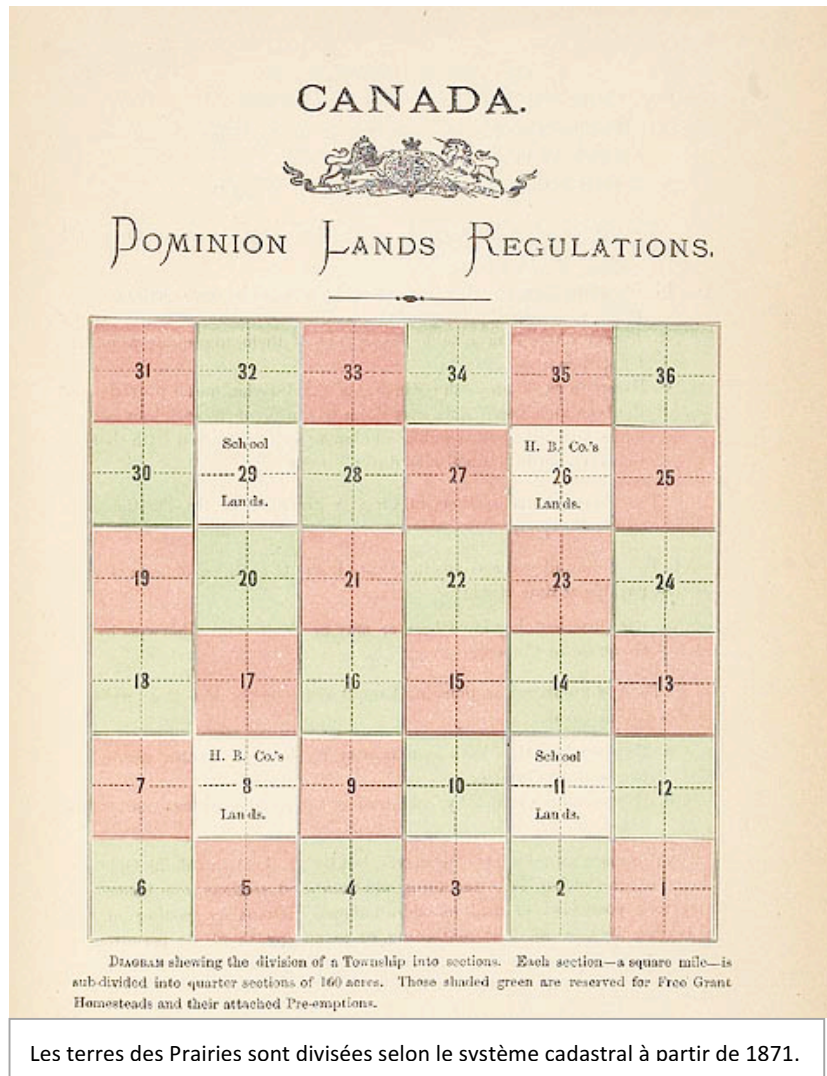 CANADA.
DOMINION LANDS REGULATIONS.
31 32 33 34 35 36
School H. B. Co.'s
30 29 28 27 26 25
Lands. Lands.
19 20 21 22 23 24
18 17 16 15 14 13
H. B. Co.'s School
7 8 9 10 11 12
Lands. Lands.
6 5 4 3 2 1
DIAGRAM shewing the division of a Township into sections. Each section—a square mile—is
subdivided into quarter sections of 160 acres. Those shaded green are reserved for Free Grant
Homesteads and their attached Pre-emptions.
Les terres des Prairies sont divisées selon le système cadastral à partir de 1871.